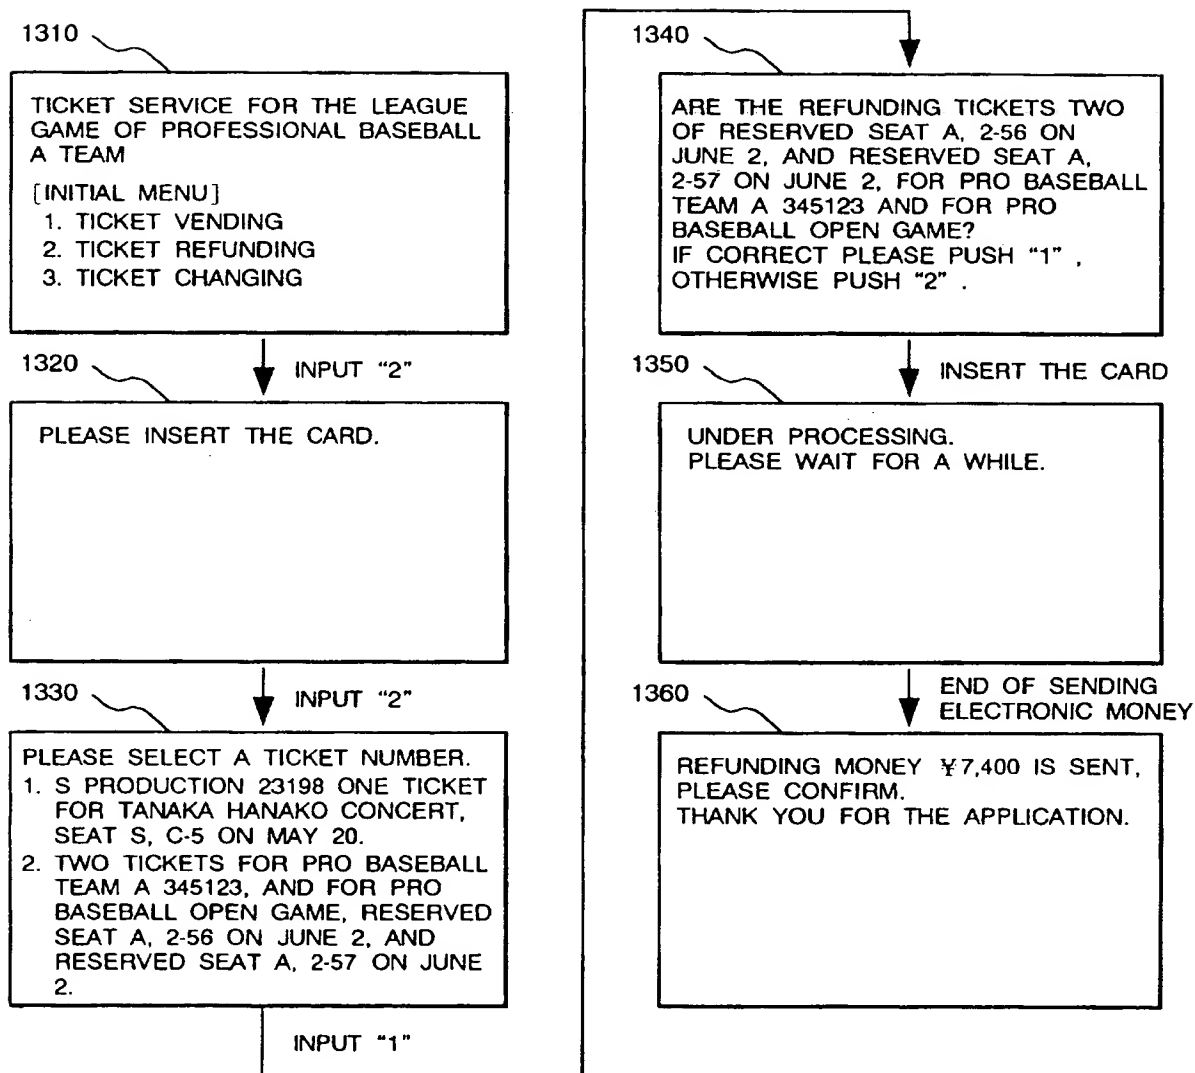 1310
TICKET SERVICE FOR THE LEAGUE
GAME OF PROFESSIONAL BASEBALL
A TEAM
[INITIAL MENU]
1. TICKET VENDING
2. TICKET REFUNDING
3. TICKET CHANGING
INPUT “2”
1320
PLEASE INSERT THE CARD.
INPUT “2”
1330
PLEASE SELECT A TICKET NUMBER.
1. S PRODUCTION 23198 ONE TICKET
FOR TANAKA HANAKO CONCERT,
SEAT S, C-5 ON MAY 20.
2. TWO TICKETS FOR PRO BASEBALL
TEAM A 345123, AND FOR PRO
BASEBALL OPEN GAME, RESERVED
SEAT A, 2-56 ON JUNE 2, AND
RESERVED SEAT A, 2-57 ON JUNE
2.
INPUT “1”
1340
ARE THE REFUNDING TICKETS TWO
OF RESERVED SEAT A, 2-56 ON
JUNE 2, AND RESERVED SEAT A,
2-57 ON JUNE 2, FOR PRO BASEBALL
TEAM A 345123 AND FOR PRO
BASEBALL OPEN GAME?
IF CORRECT PLEASE PUSH “1” ,
OTHERWISE PUSH “2” .
INSERT THE CARD
1350
UNDER PROCESSING.
PLEASE WAIT FOR A WHILE.
END OF SENDING
ELECTRONIC MONEY
1360
REFUNDING MONEY ¥7,400 IS SENT,
PLEASE CONFIRM.
THANK YOU FOR THE APPLICATION.